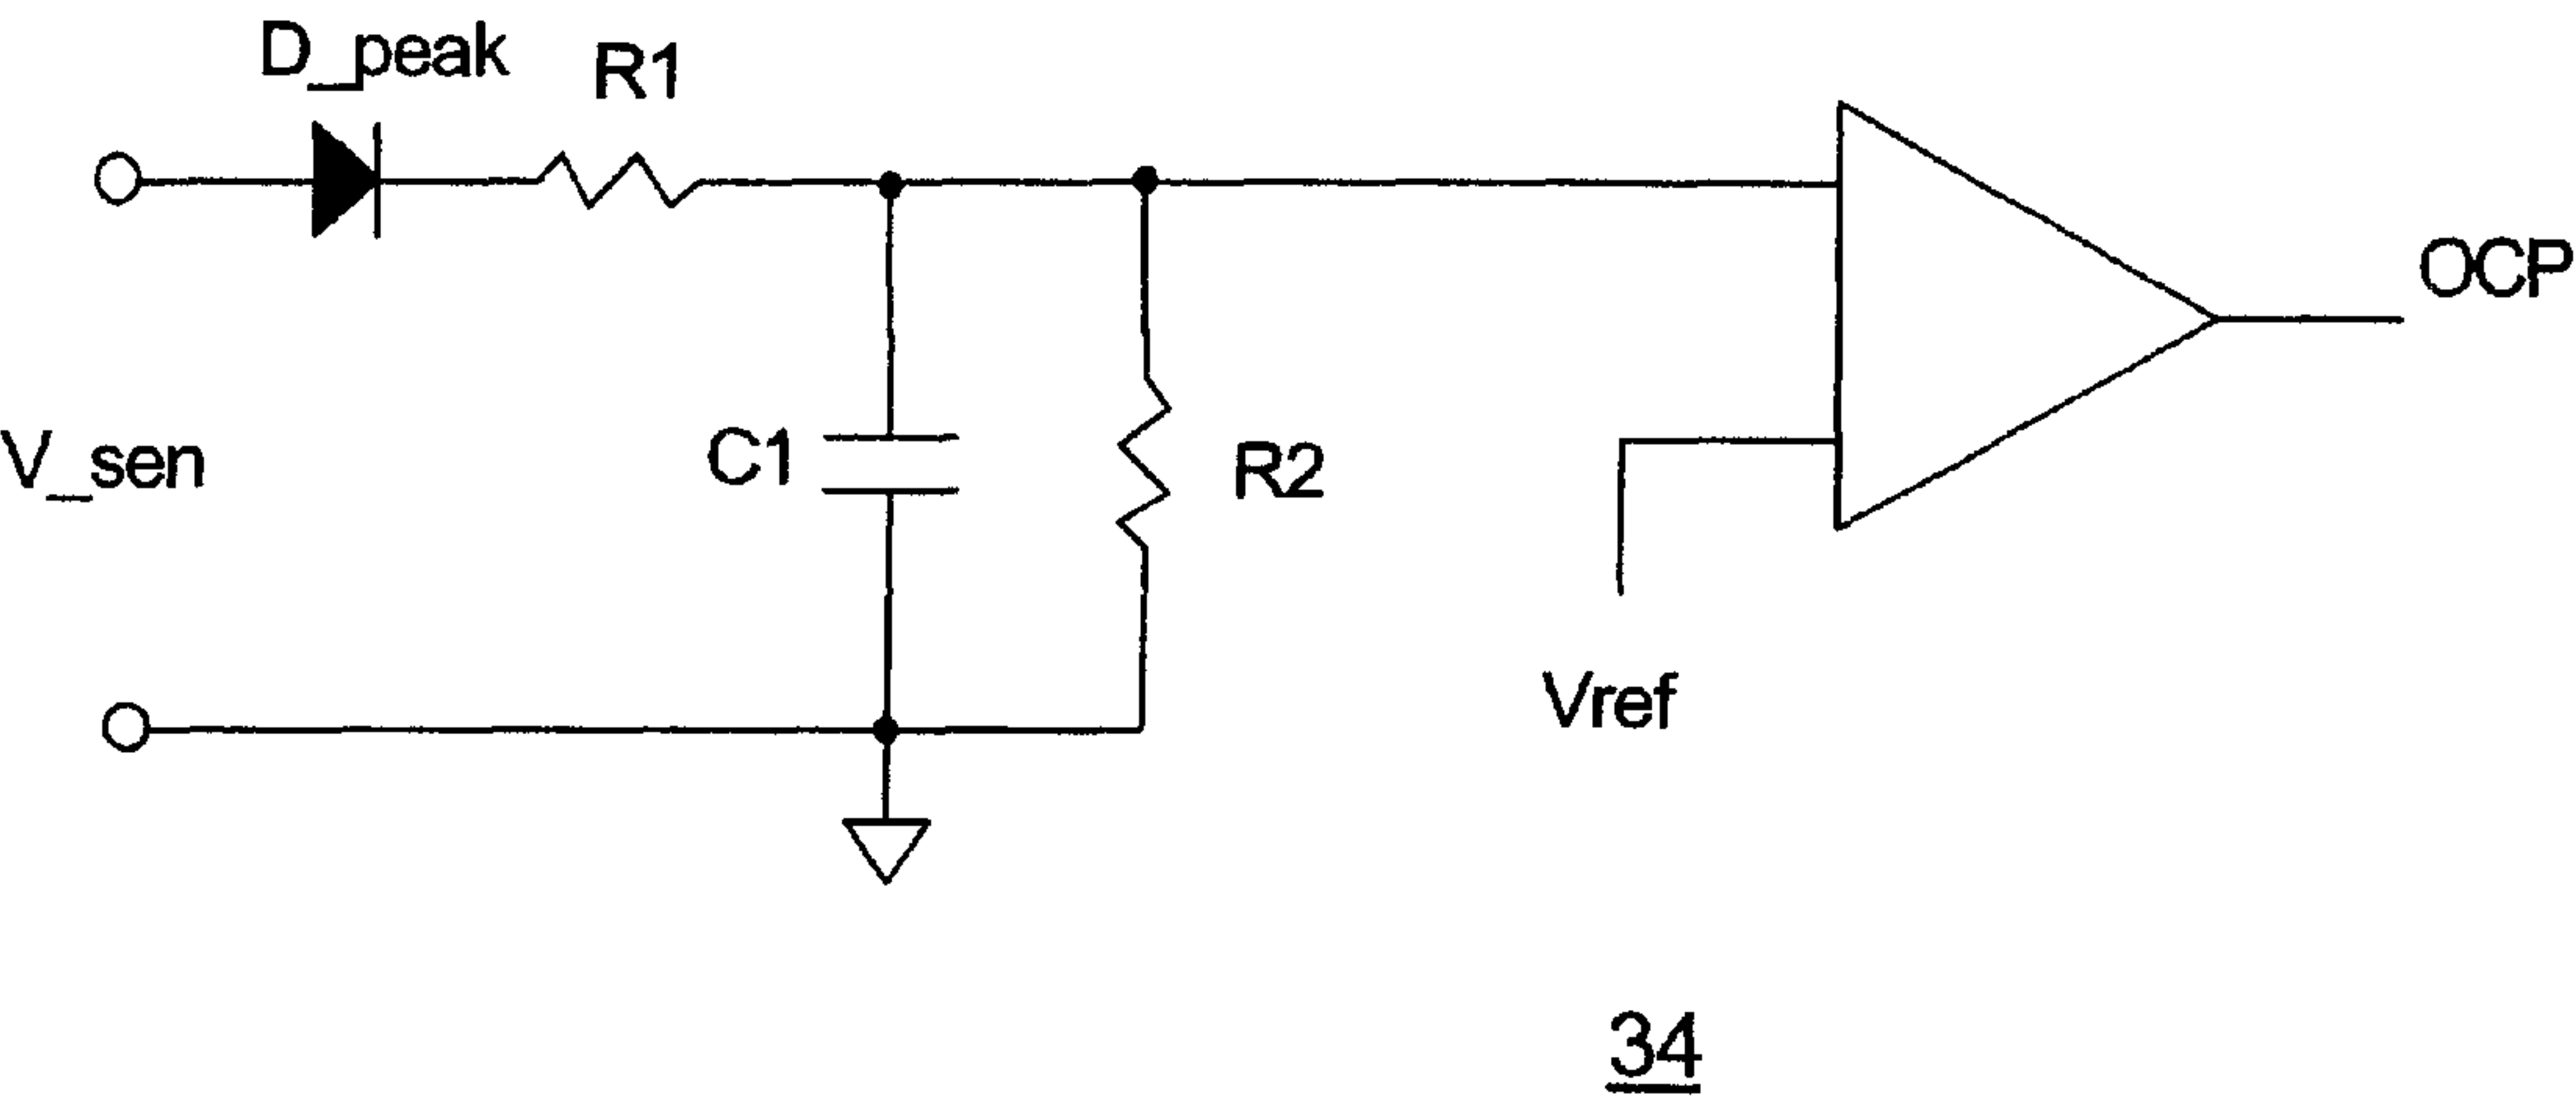 D_peak
R1
OCP
V_sen
C1
R2
Vref
34